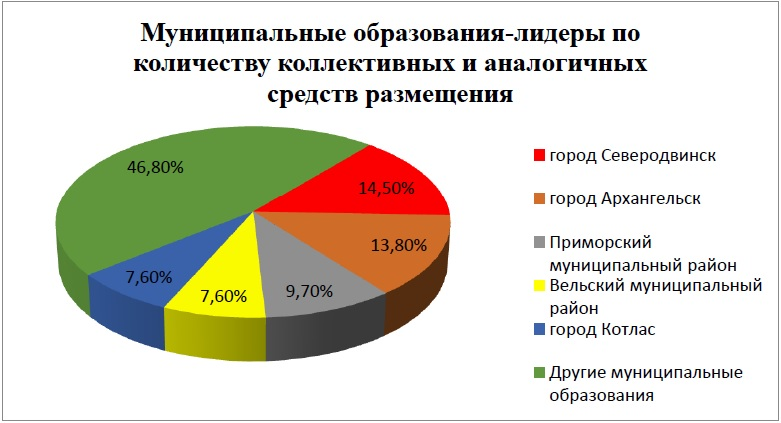 Муниципальные образования-лидеры по
количеству коллективных и аналогичных
средств размещения
46,80%
14,50%
13,80%
9,70%
7,60%
7,60%
город Северодвинск
город Архангельск
Приморский
муниципальный район
Вельский муниципальный
район
город Котлас
Другие муниципальные
образования